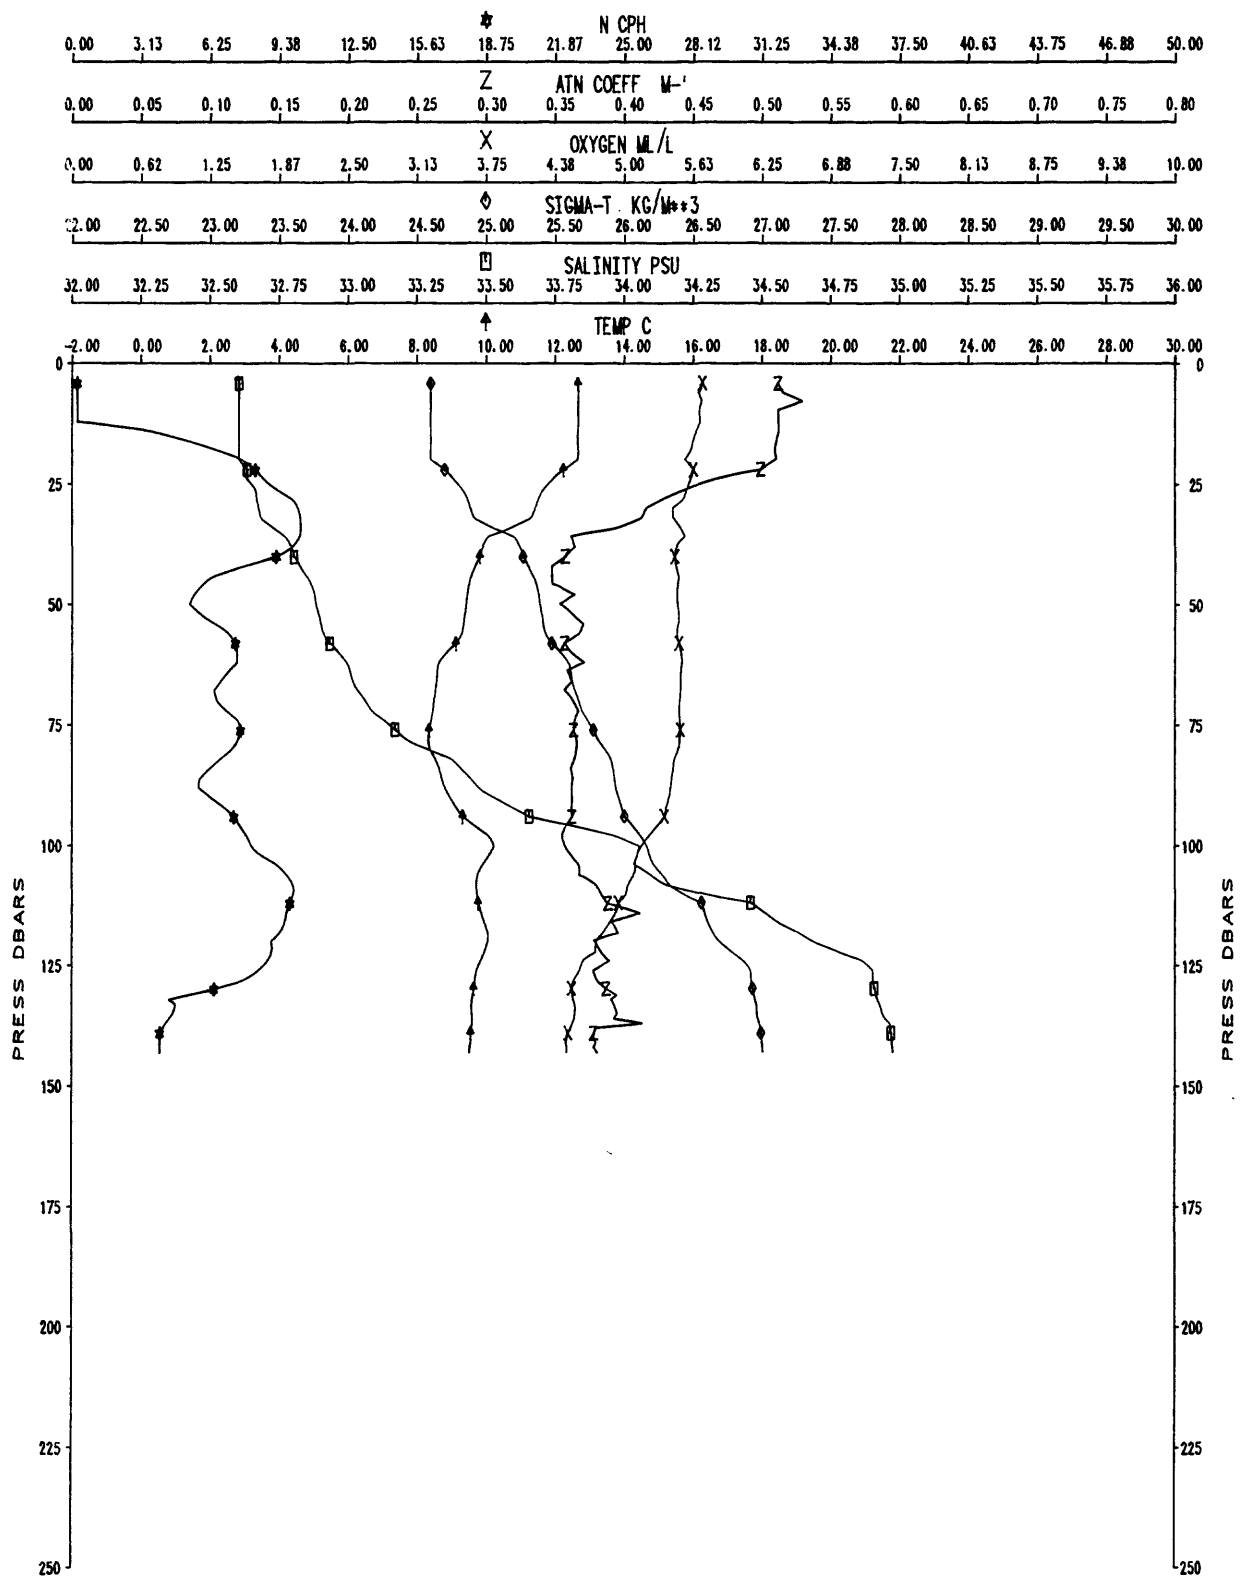 N CPH
0.00 3.13 6.25 9.38 12.50 15.63 18.75 21.87 25.00 28.12 31.25 34.38 37.50 40.63 43.75 46.88 50.00
Z ATN COEFF M-'
0.00 0.05 0.10 0.15 0.20 0.25 0.30 0.35 0.40 0.45 0.50 0.55 0.60 0.65 0.70 0.75 0.80
X OXYGEN ML/L
0.00 0.62 1.25 1.87 2.50 3.13 3.75 4.38 5.00 5.63 6.25 6.88 7.50 8.13 8.75 9.38 10.00
SIGMA-T KG/M**3
22.00 22.50 23.00 23.50 24.00 24.50 25.00 25.50 26.00 26.50 27.00 27.50 28.00 28.50 29.00 29.50 30.00
SALINITY PSU
32.00 32.25 32.50 32.75 33.00 33.25 33.50 33.75 34.00 34.25 34.50 34.75 35.00 35.25 35.50 35.75 36.00
TEMP C
-2.00 0.00 2.00 4.00 6.00 8.00 10.00 12.00 14.00 16.00 18.00 20.00 22.00 24.00 26.00 28.00 30.00
0 0
25 25
50 50
75 75
100 100
PRESS DBARS PRESS DBARS
125 125
150 150
175 175
200 200
225 225
250 250